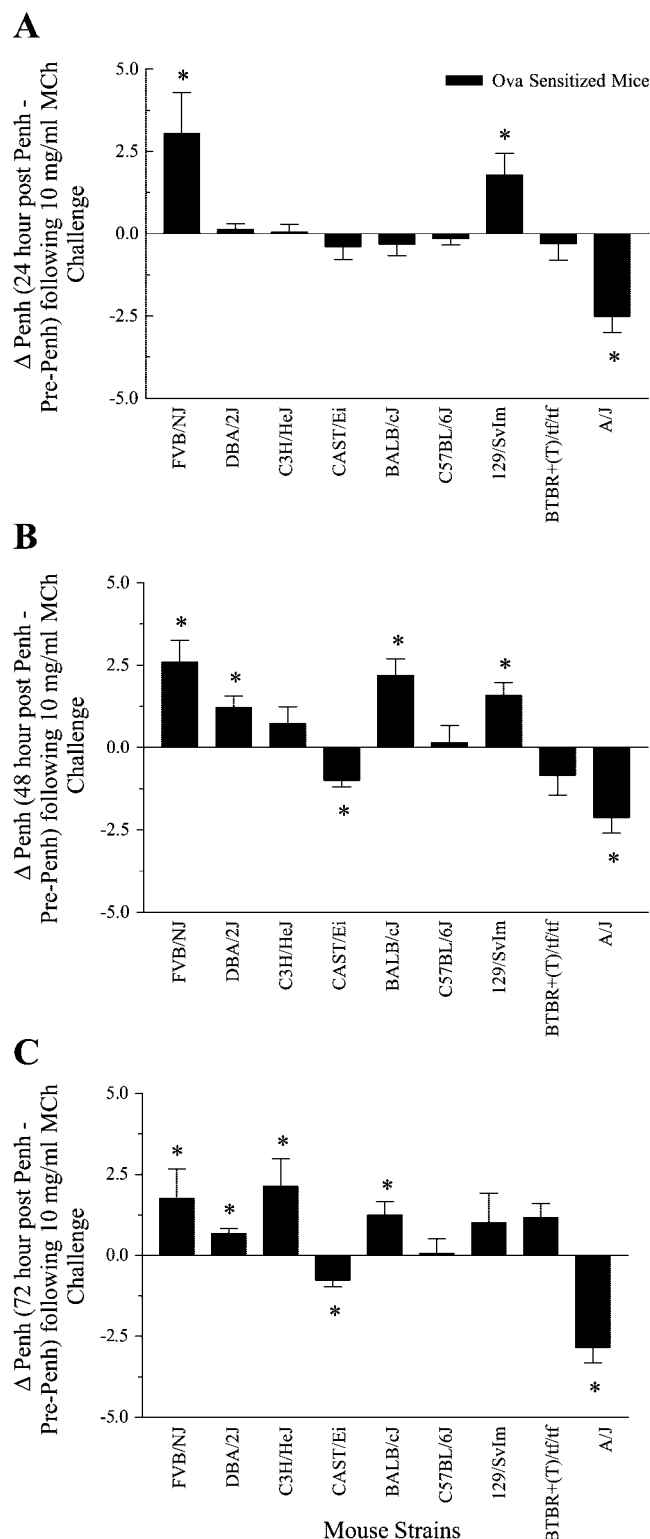 A
Δ Penh (24 hour post Penh -
Pre-Penh) following 10 mg/ml MCh
Challenge
5.0
2.5
0.0
-2.5
-5.0
Ova Sensitized Mice
*
*
*
FVB/NJ
DBA/2J
C3H/HeJ
CAST/Ei
BALB/cJ
C57BL/6J
129/SvIm
BTBR+(T)/tf/tf
A/J
B
Δ Penh (48 hour post Penh -
Pre-Penh) following 10 mg/ml MCh
Challenge
5.0
2.5
0.0
-2.5
-5.0
*
*
*
*
*
*
FVB/NJ
DBA/2J
C3H/HeJ
CAST/Ei
BALB/cJ
C57BL/6J
129/SvIm
BTBR+(T)/tf/tf
A/J
C
Δ Penh (72 hour post Penh -
Pre-Penh) following 10 mg/ml MCh
Challenge
5.0
2.5
0.0
-2.5
-5.0
*
*
*
*
*
*
FVB/NJ
DBA/2J
C3H/HeJ
CAST/Ei
BALB/cJ
C57BL/6J
129/SvIm
BTBR+(T)/tf/tf
A/J
Mouse Strains